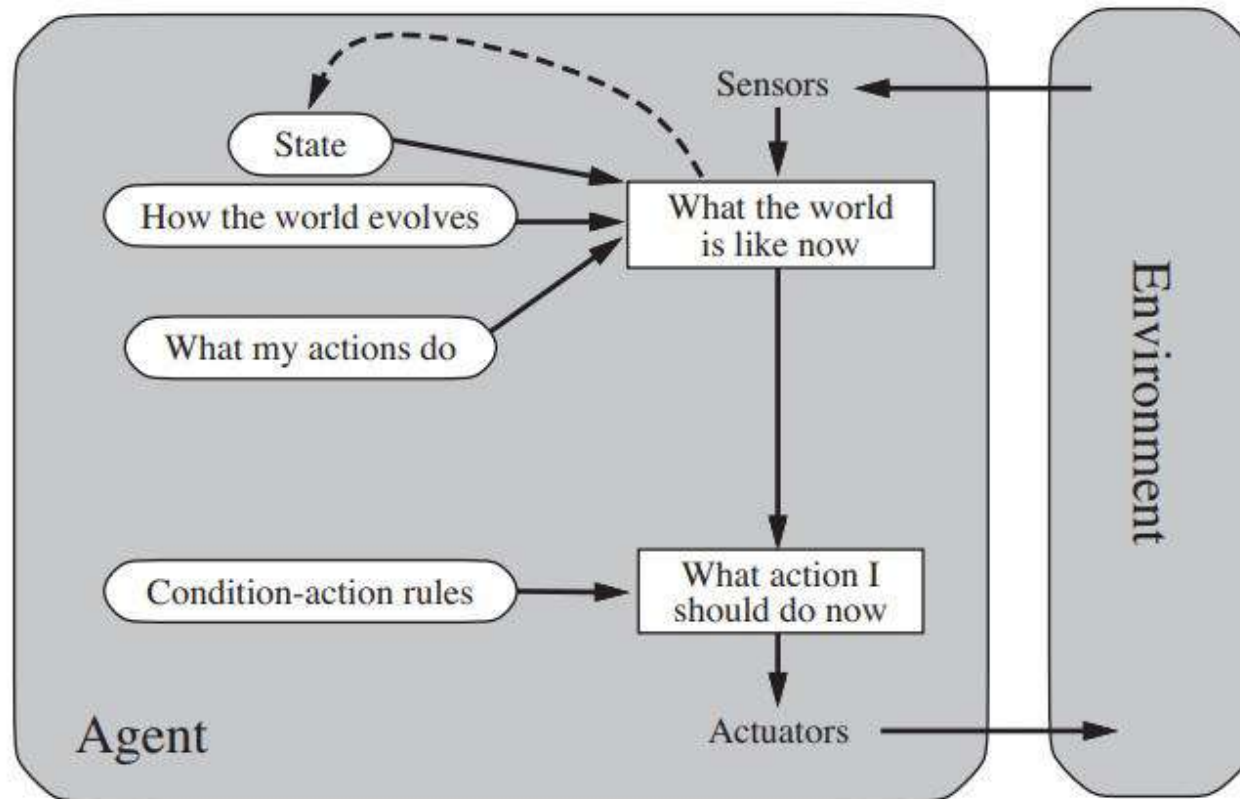 Sensors
State
What the world
is like now
How the world evolves
What my actions do
Environment
Condition-action rules
What action I
should do now
Agent
Actuators